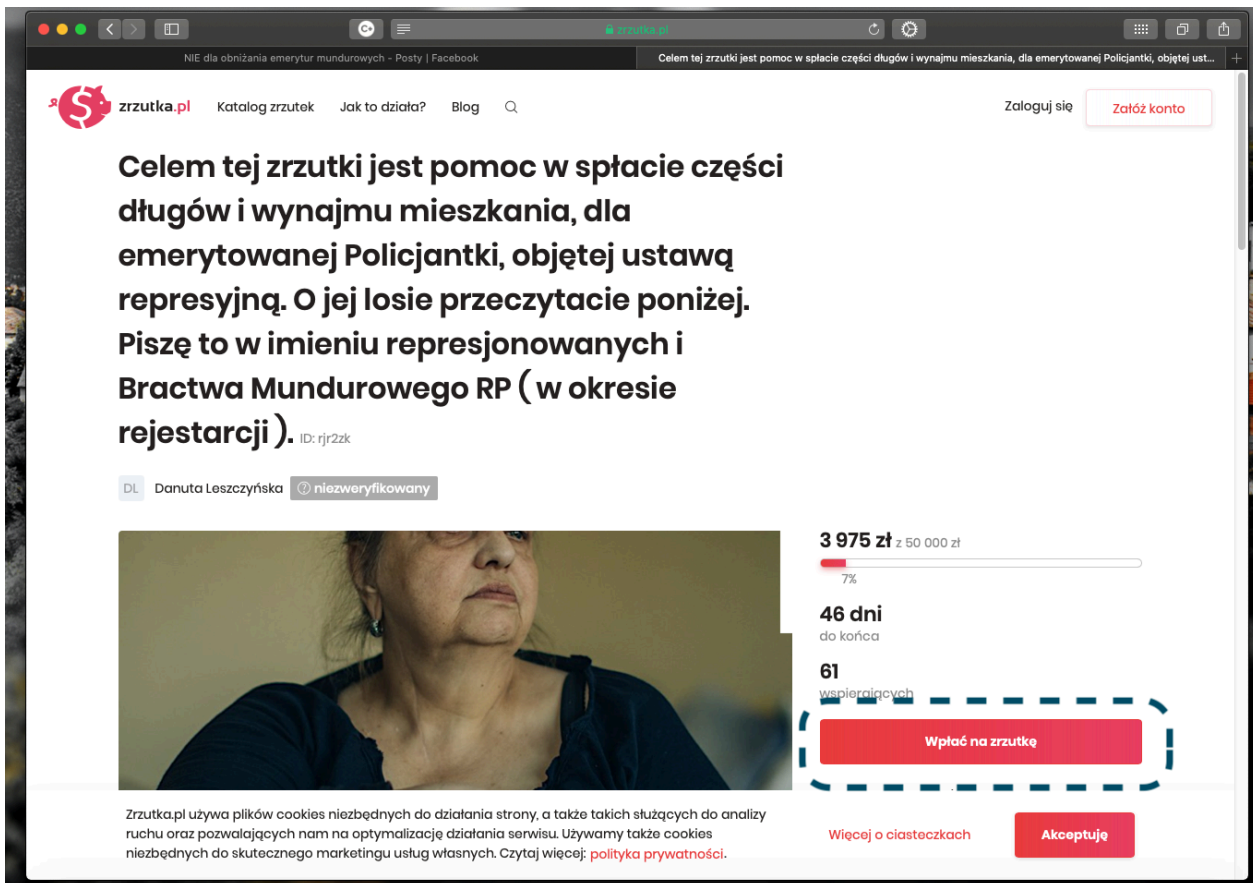 zrzutka.pl
NIE dla obniżania emerytur mundurowych - Posty | Facebook
Celem tej zrzutki jest pomoc w spłacie części długów i wynajmu mieszkania, dla emerytowanej Policjantki, objętej ust...
zrzutka.pl
Katalog zrzutek
Jak to działa?
Blog
Zaloguj się
Załóż konto
Celem tej zrzutki jest pomoc w spłacie części
długów i wynajmu mieszkania, dla
emerytowanej Policjantki, objętej ustawą
represyjną. O jej losie przeczytacie poniżej.
Piszę to w imieniu represjonowanych i
Bractwa Mundurowego RP ( w okresie
rejestarcji ). ID: rjr2zk
DL Danuta Leszczyńska niezweryfikowany
3 975 zł z 50 000 zł
7%
46 dni
do końca
61
wspierających
Wpłać na zrzutkę
Zrzutka.pl używa plików cookies niezbędnych do działania strony, a także takich służących do analizy
ruchu oraz pozwalających nam na optymalizację działania serwisu. Używamy także cookies
niezbędnych do skutecznego marketingu usług własnych. Czytaj więcej: polityka prywatności.
Więcej o ciasteczkach
Akceptuję